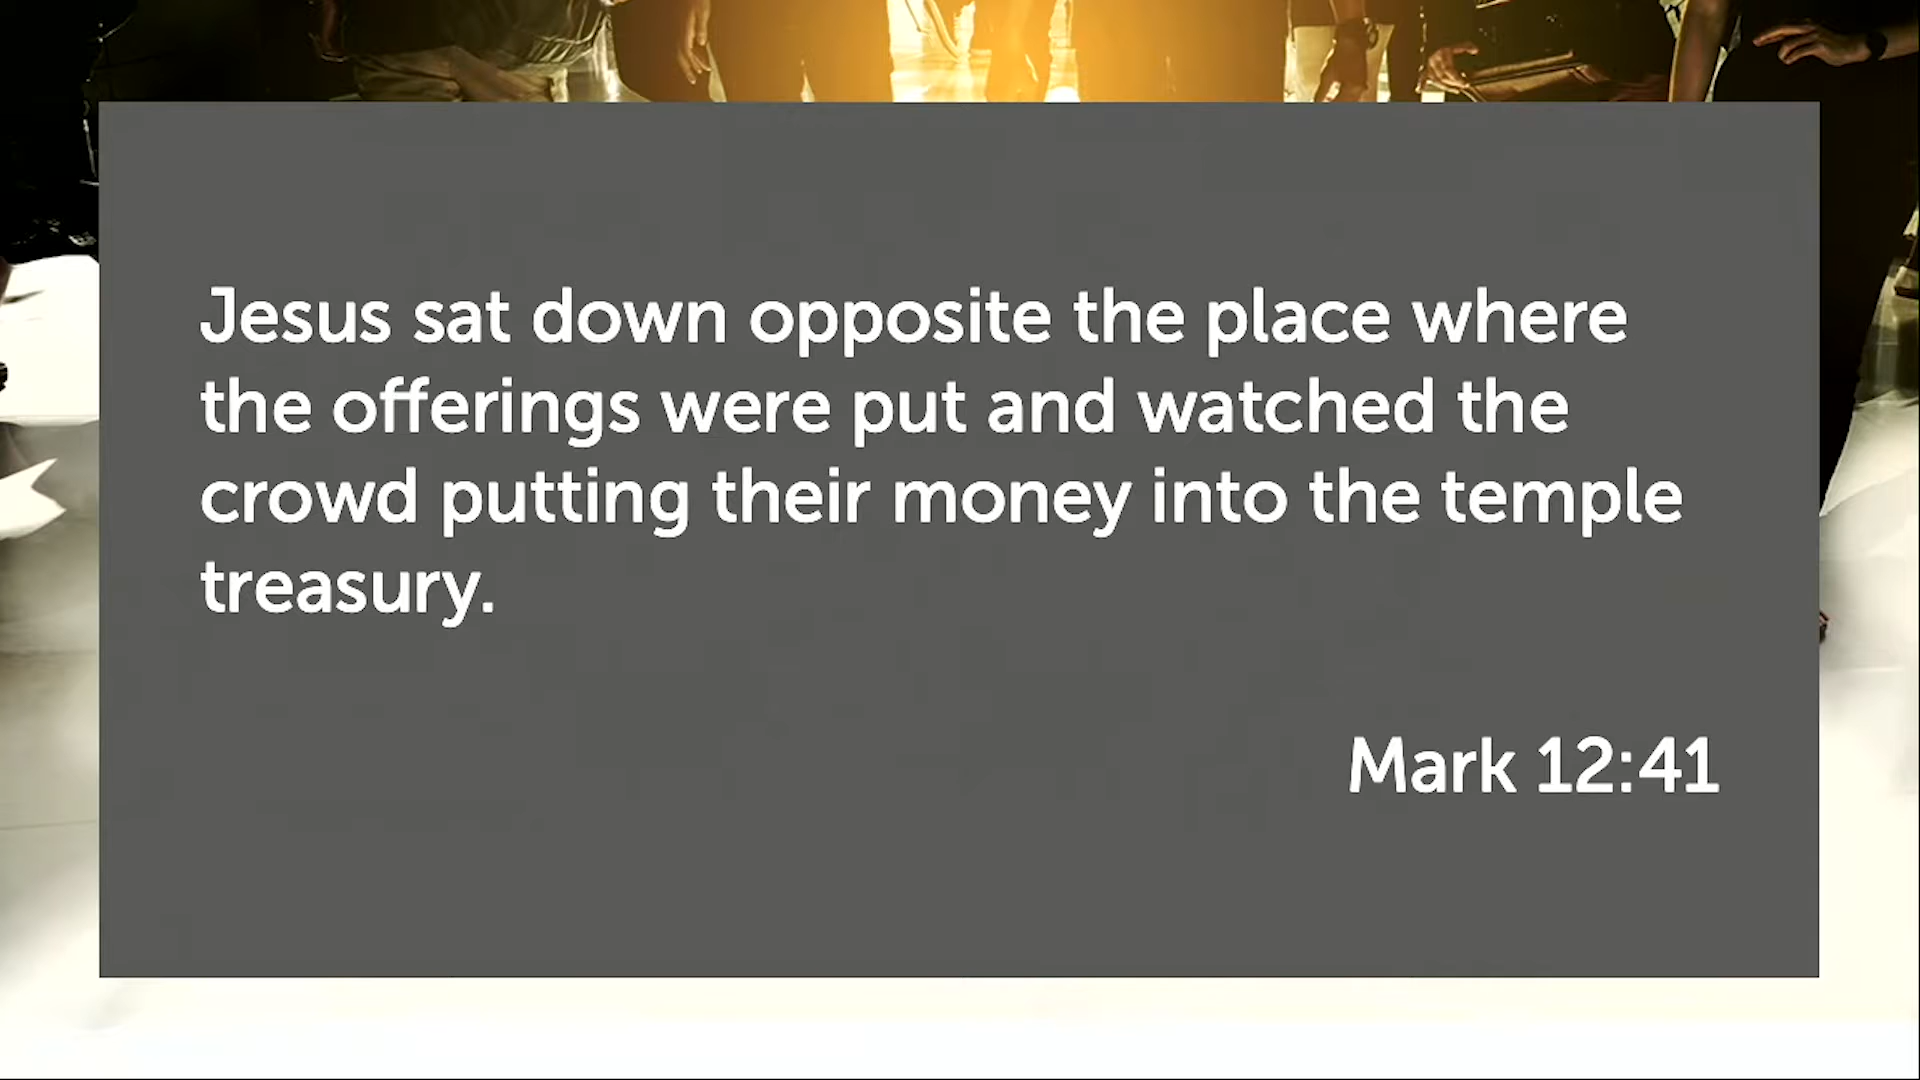 Jesus sat down opposite the place where
the offerings were put and watched the
crowd putting their money into the temple
treasury.
Mark 12:41